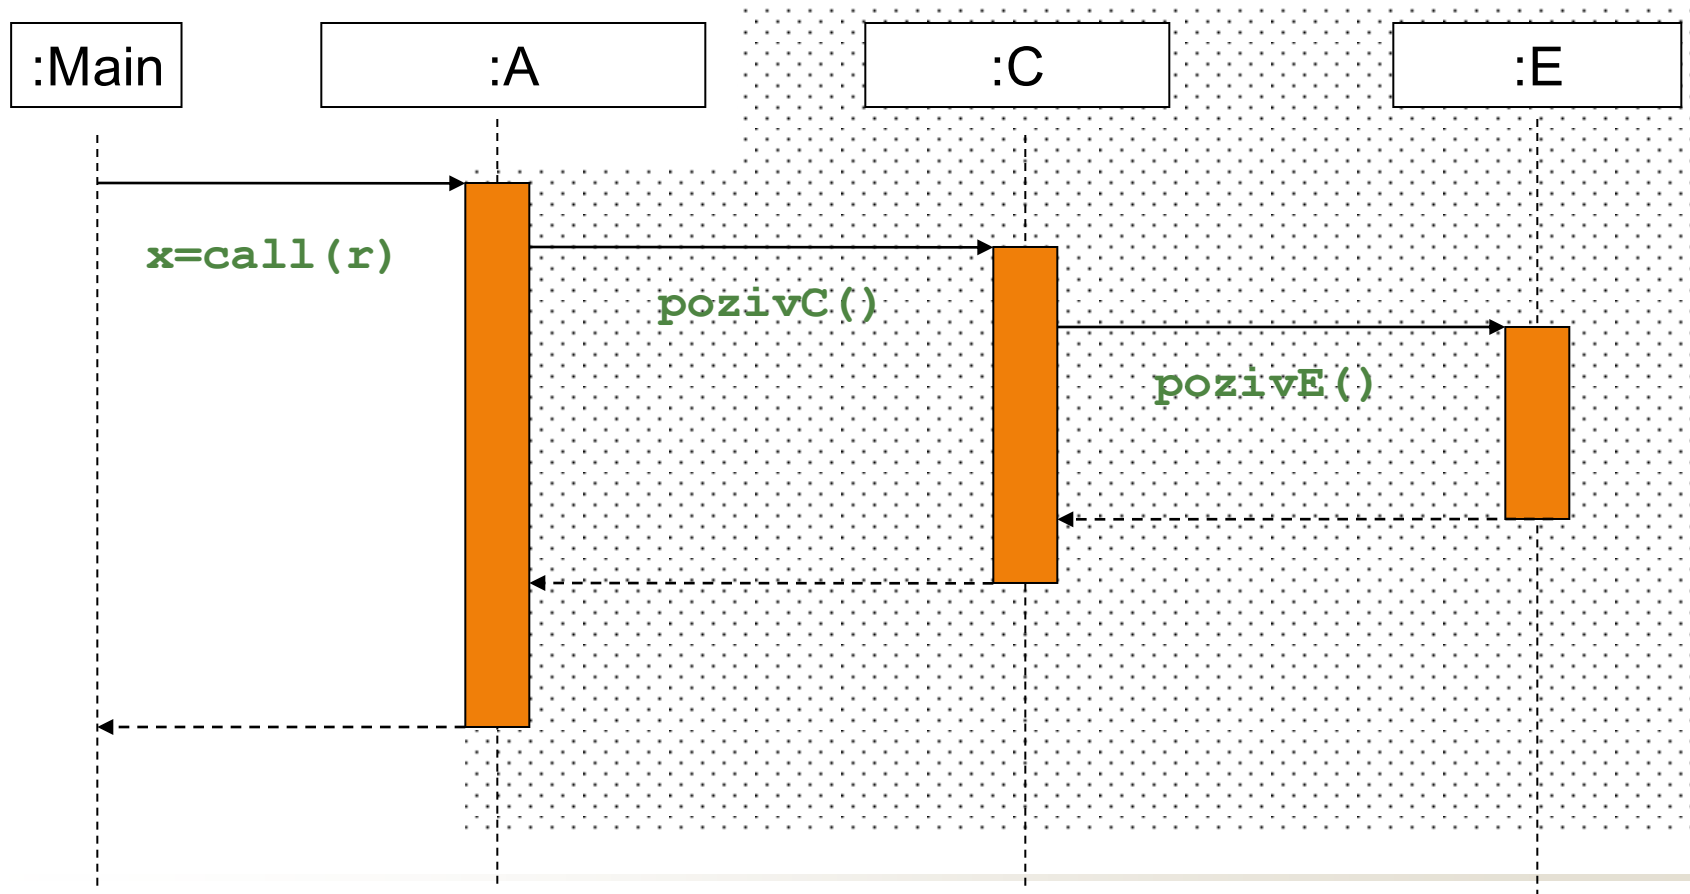 :Main
:A
:C
:E
x=call(r)
pozivC()
pozivE()